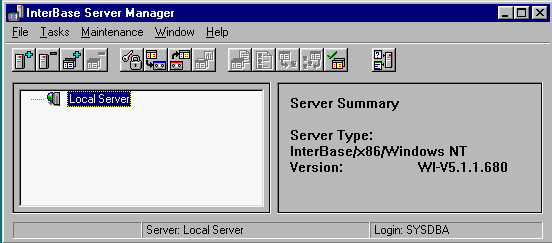 InterBase Server Manager
File Tasks Maintenance Window Help
Local Server
Server Summary
Server Type:
InterBase/x86/Windows NT
Version: WI-V5.1.1.680
Server: Local Server
Login: SYSDBA